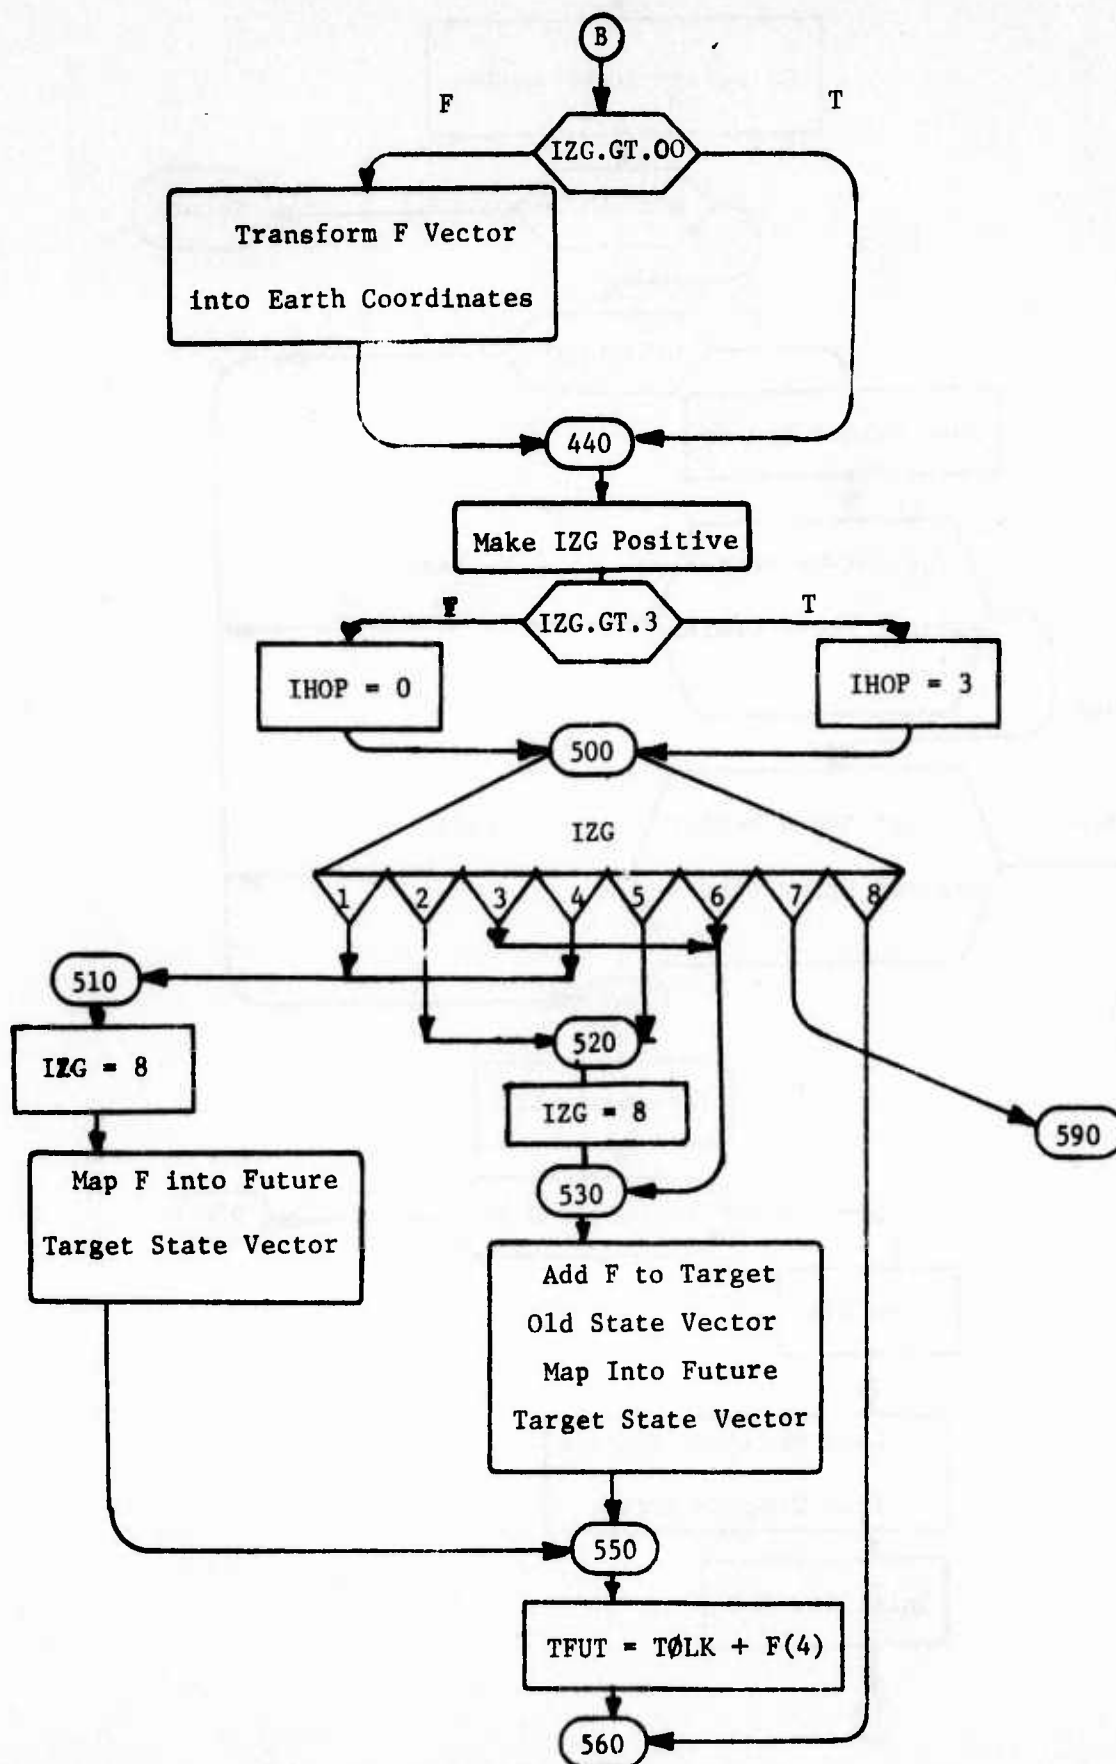 B
F
T
IZG.GT.00
Transform F Vector
into Earth Coordinates
440
Make IZG Positive
F
IZG.GT.3
T
IHOP = 0
IHOP = 3
500
IZG
1 2 3 4 5 6 7 8
510
520
IZG = 8
IZG = 8
590
530
Map F into Future
Target State Vector
Add F to Target
Old State Vector
Map Into Future
Target State Vector
550
TFUT = TØLK + F(4)
560